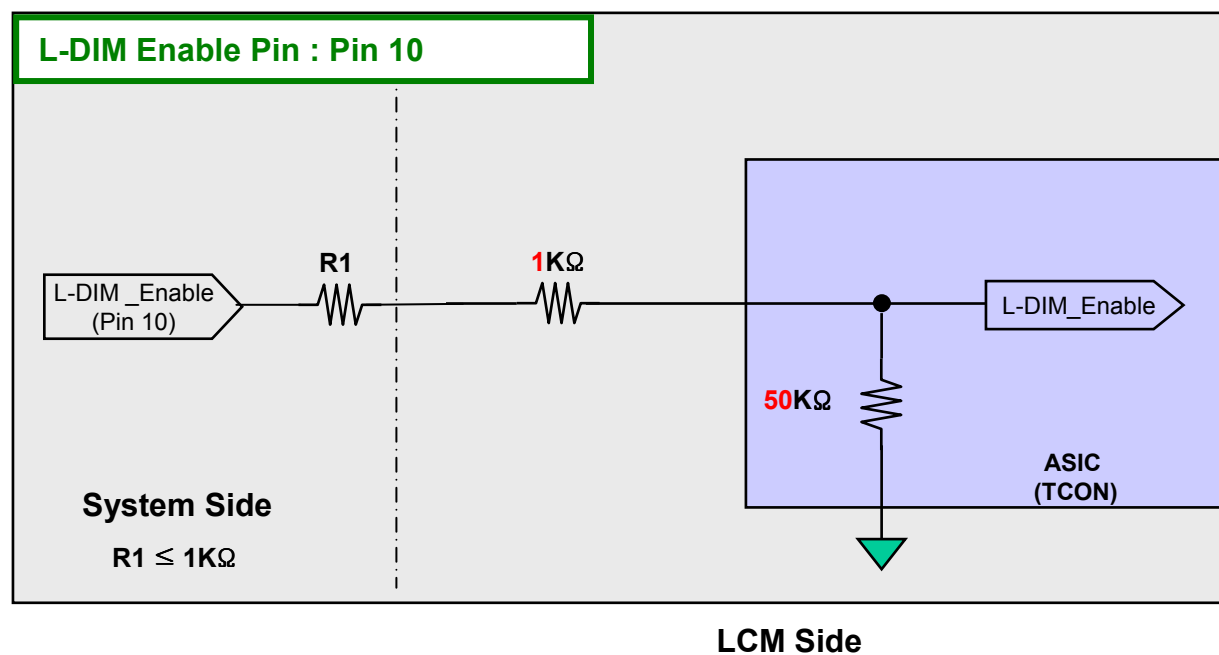 L-DIM Enable Pin : Pin 10
R1
1KΩ
L-DIM _Enable
(Pin 10)
L-DIM_Enable
50KΩ
ASIC
(TCON)
System Side
R1 ≤ 1KΩ
LCM Side